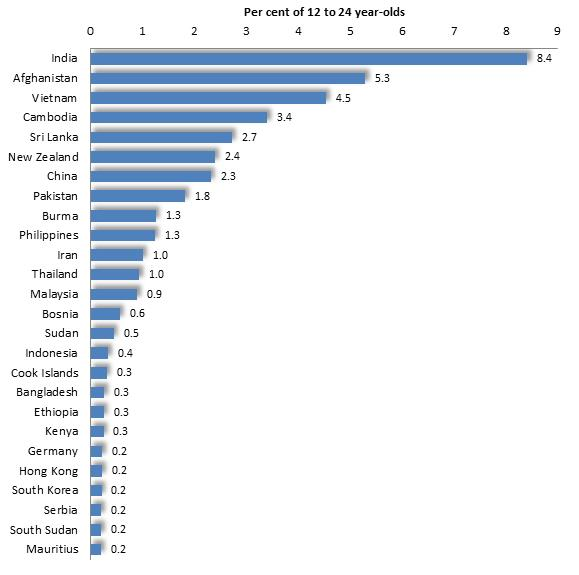 Per cent of 12 to 24 year-olds
0 1 2 3 4 5 6 7 8 9
India 8.4
Afghanistan 5.3
Vietnam 4.5
Cambodia 3.4
Sri Lanka 2.7
New Zealand 2.4
China 2.3
Pakistan 1.8
Burma 1.3
Philippines 1.3
Iran 1.0
Thailand 1.0
Malaysia 0.9
Bosnia 0.6
Sudan 0.5
Indonesia 0.4
Cook Islands 0.3
Bangladesh 0.3
Ethiopia 0.3
Kenya 0.3
Germany 0.2
Hong Kong 0.2
South Korea 0.2
Serbia 0.2
South Sudan 0.2
Mauritius 0.2